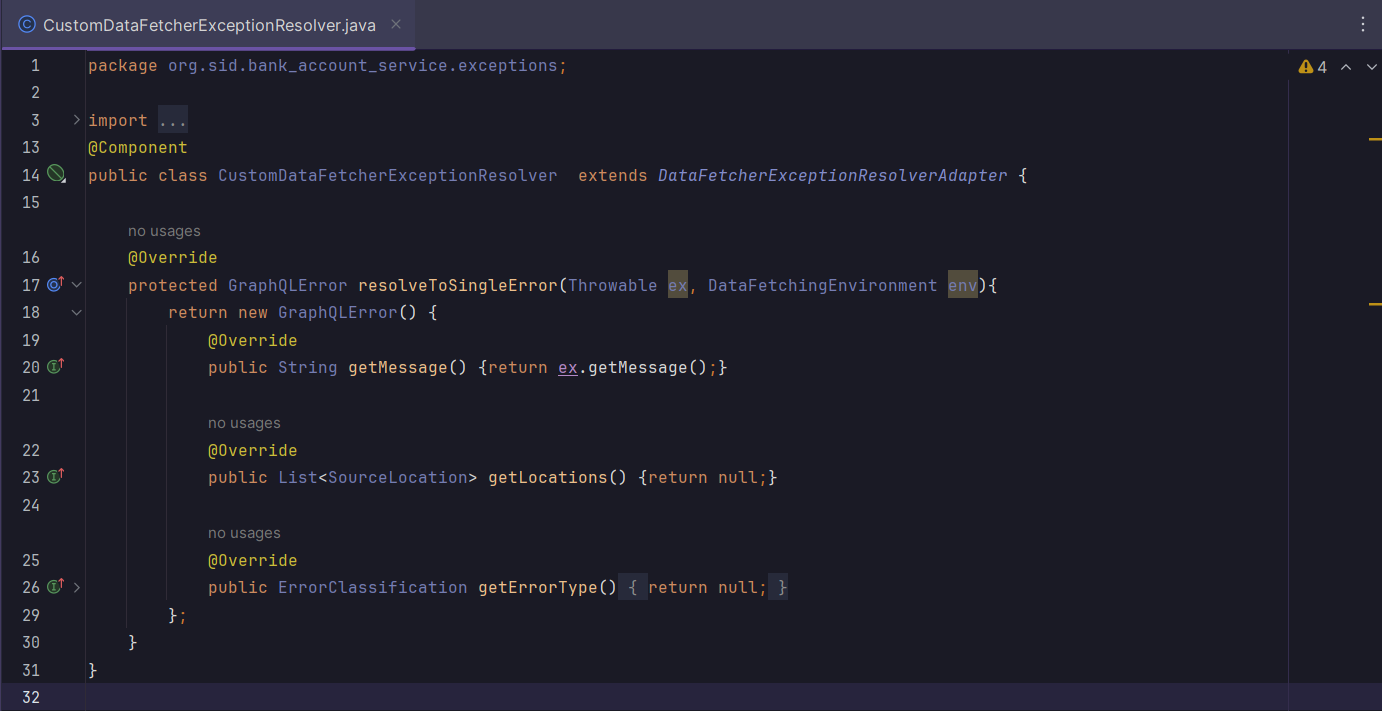 CustomDataFetcherExceptionResolver.java
4
1 package org.sid.bank_account_service.exceptions;
2
3 import ...
13 @Component
14 public class CustomDataFetcherExceptionResolver  extends DataFetcherExceptionResolverAdapter {
15
no usages
16 @Override
17 protected GraphQLError resolveToSingleError(Throwable ex, DataFetchingEnvironment env){
18 return new GraphQLError() {
19 @Override
20 public String getMessage() {return ex.getMessage();}
21
no usages
22 @Override
23 public List<SourceLocation> getLocations() {return null;}
24
no usages
25 @Override
26 public ErrorClassification getErrorType() { return null; }
29 };
30 }
31 }
32